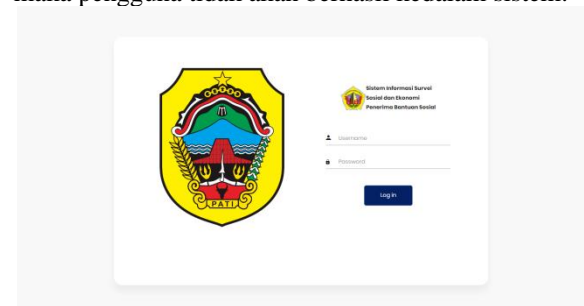 maka pengguna tidak akan berhasil kedalam sistem.
Sistem Informasi Survei
Sosial dan Ekonomi
Penerima Bantuan Sosial
Username
Password
Log in
PATI